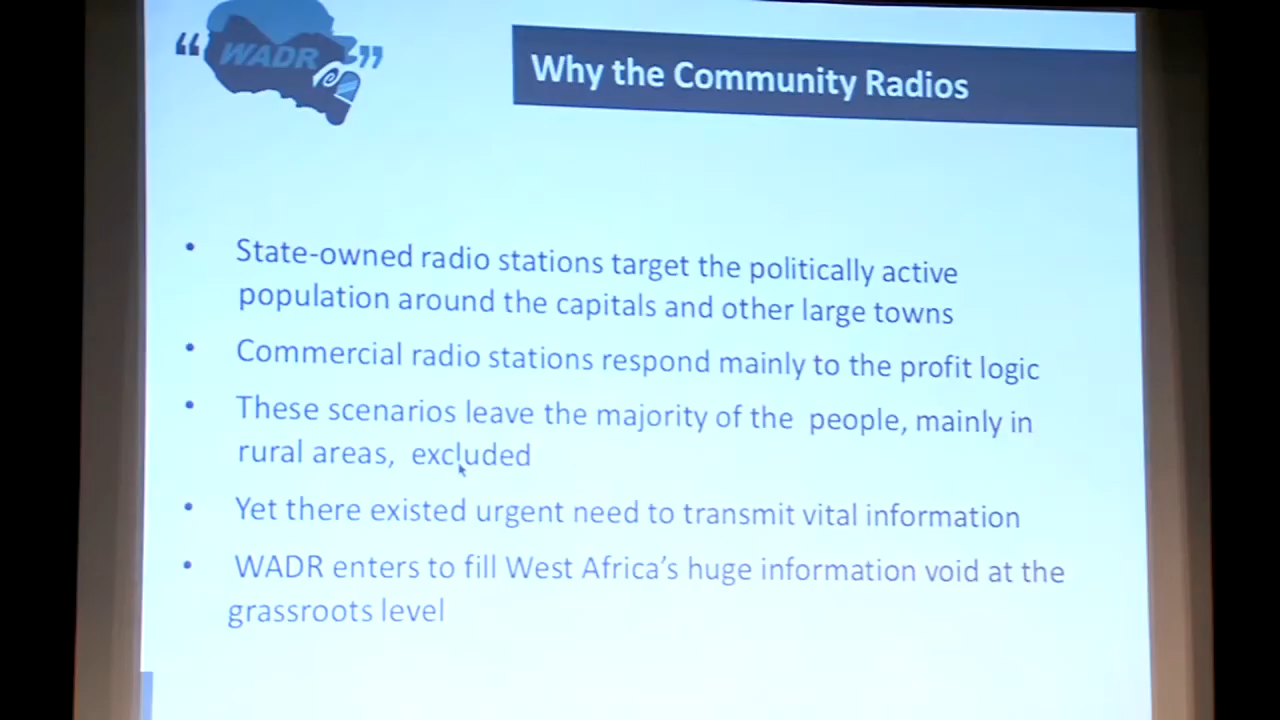 “WADR”
Why the Community Radios
• State-owned radio stations target the politically active
population around the capitals and other large towns
• Commercial radio stations respond mainly to the profit logic
• These scenarios leave the majority of the people, mainly in
rural areas, excluded
• Yet there existed urgent need to transmit vital information
• WADR enters to fill West Africa’s huge information void at the
grassroots level